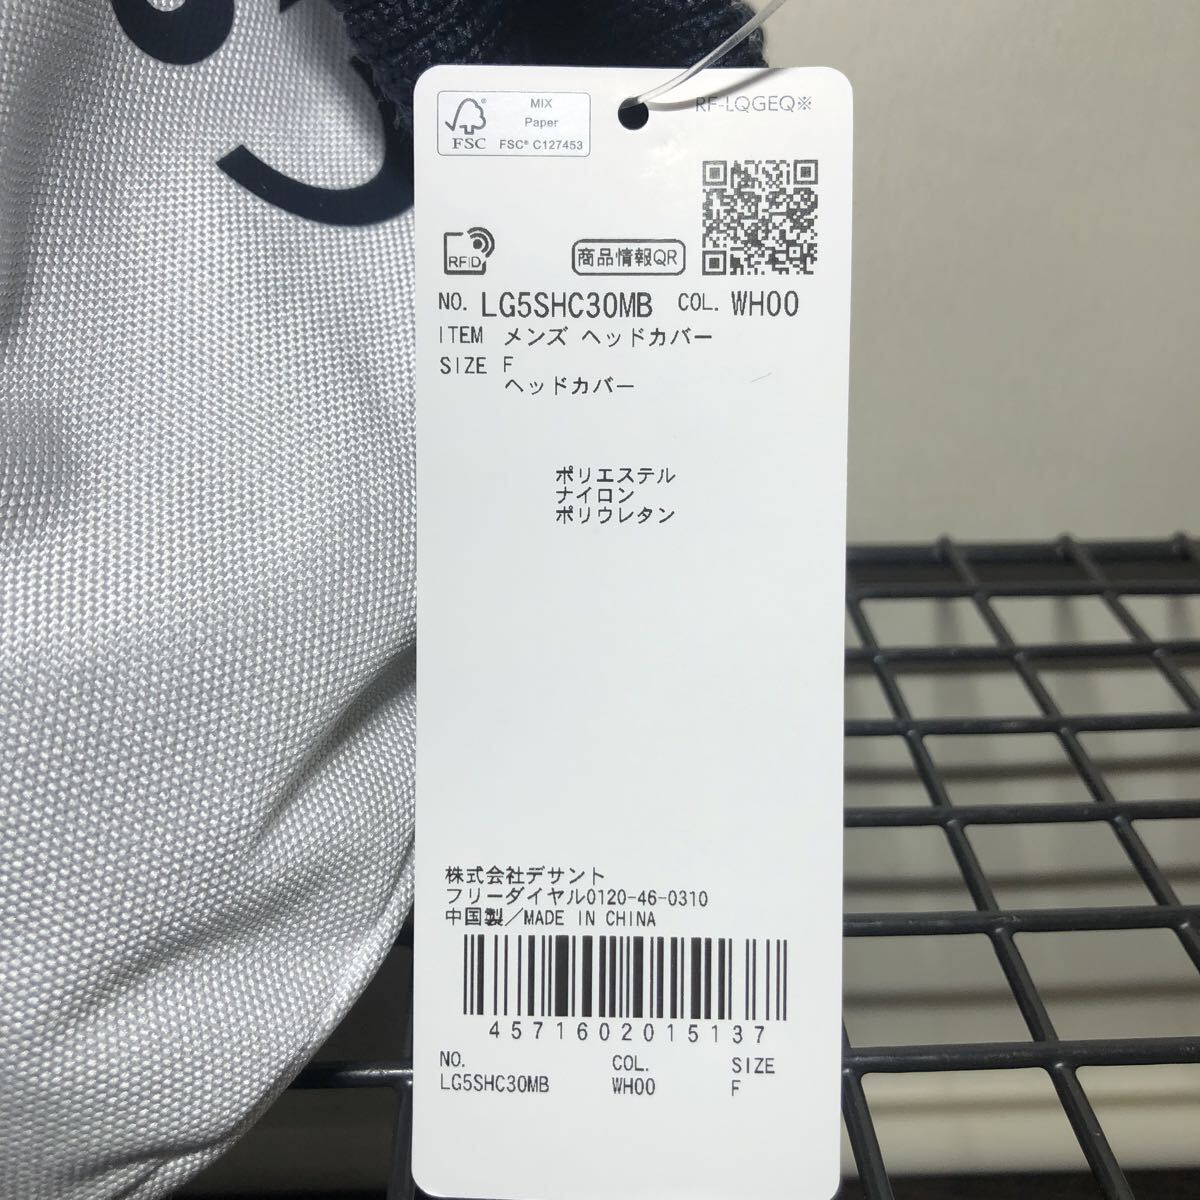 MIX
Paper
FSC
FSC® C127453
RF-LQGEQ※
RFID
商品情報QR
NO. LG5SHC30MB COL. WH00
ITEM メンズ ヘッドカバー
SIZE F
ヘッドカバー
ポリエステル
ナイロン
ポリウレタン
株式会社デサント
フリーダイヤル0120-46-0310
中国製/MADE IN CHINA
4571602015137
NO. COL. SIZE
LG5SHC30MB WH00 F